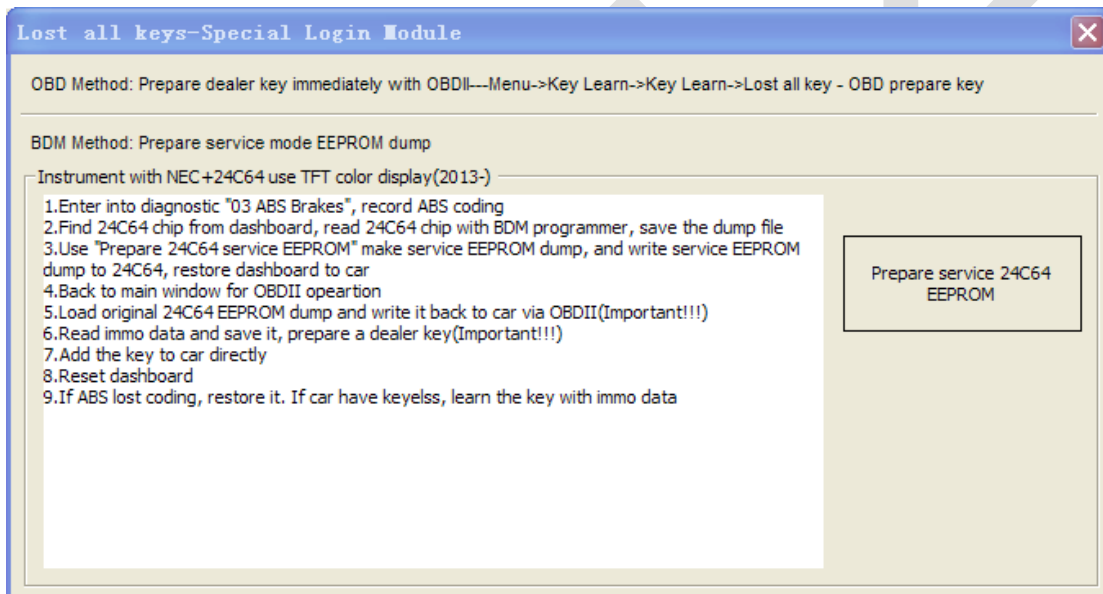 Lost all keys-Special Login Module
OBD Method: Prepare dealer key immediately with OBDII---Menu->Key Learn->Key Learn->Lost all key - OBD prepare key
BDM Method: Prepare service mode EEPROM dump
Instrument with NEC+24C64 use TFT color display(2013-)
1.Enter into diagnostic "03 ABS Brakes", record ABS coding
2.Find 24C64 chip from dashboard, read 24C64 chip with BDM programmer, save the dump file
3.Use "Prepare 24C64 service EEPROM" make service EEPROM dump, and write service EEPROM
dump to 24C64, restore dashboard to car
4.Back to main window for OBDII opeartion
5.Load original 24C64 EEPROM dump and write it back to car via OBDII(Important!!!)
6.Read immo data and save it, prepare a dealer key(Important!!!)
7.Add the key to car directly
8.Reset dashboard
9.If ABS lost coding, restore it. If car have keyelss, learn the key with immo data
Prepare service 24C64
EEPROM